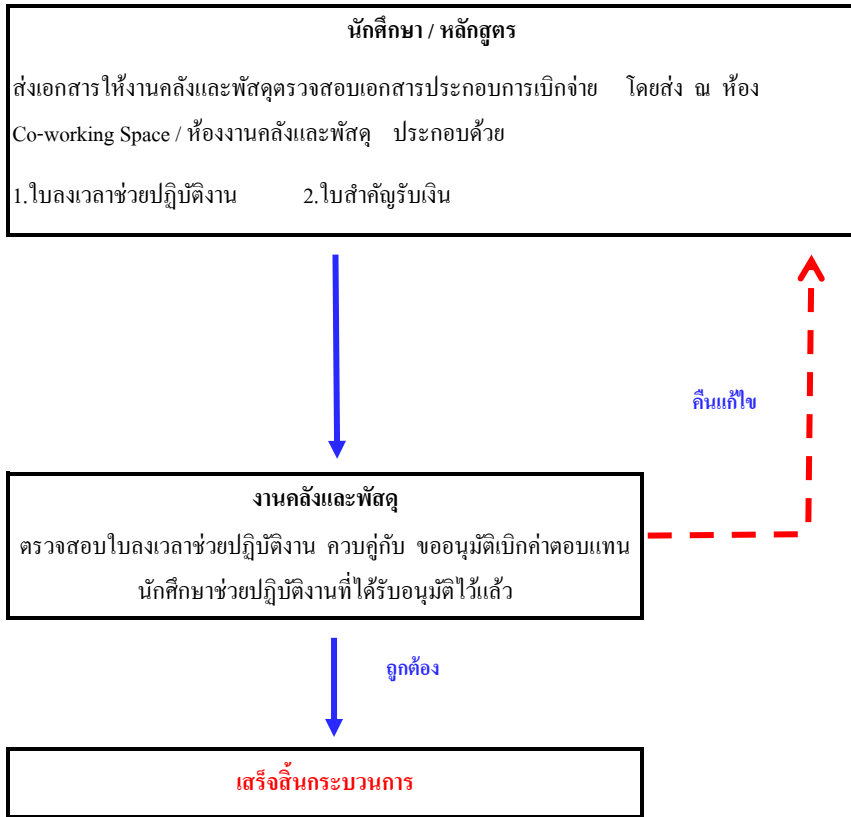 นักศึกษา / หลักสูตร
ส่งเอกสารให้งานคลังและพัสดุตรวจสอบเอกสารประกอบการเบิกจ่าย โดยส่ง ณ ห้อง
Co-working Space / ห้องงานคลังและพัสดุ ประกอบด้วย
1.ใบลงเวลาช่วยปฏิบัติงาน 2.ใบสำคัญรับเงิน
คืนแก้ไข
งานคลังและพัสดุ
ตรวจสอบใบลงเวลาช่วยปฏิบัติงาน ควบคู่กับ ขออนุมัติเบิกค่าตอบแทน
นักศึกษาช่วยปฏิบัติงานที่ได้รับอนุมัติไว้แล้ว
ถูกต้อง
เสร็จสิ้นกระบวนการ